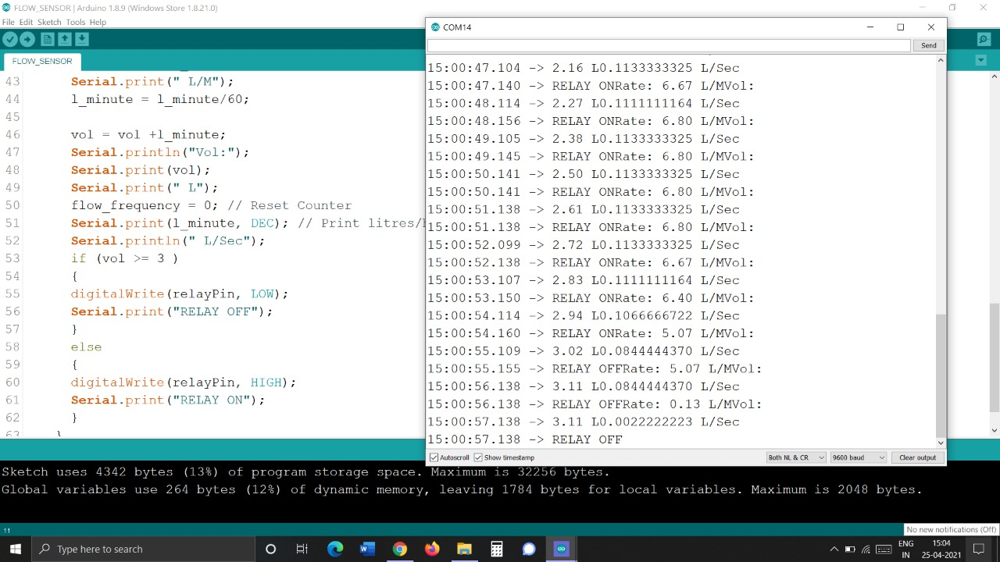 FLOW_SENSOR | Arduino 1.8.9 (Windows Store 1.8.21.0)
File Edit Sketch Tools Help
FLOW_SENSOR
43 Serial.print(" L/M");
44 l_minute = l_minute/60;
45
46 vol = vol +l_minute;
47 Serial.println("Vol:");
48 Serial.print(vol);
49 Serial.print(" L");
50 flow_frequency = 0; // Reset Counter
51 Serial.print(l_minute, DEC); // Print litres/
52 Serial.println(" L/Sec");
53 if (vol >= 3 )
54 {
55 digitalWrite(relayPin, LOW);
56 Serial.print("RELAY OFF");
57 }
58 else
59 {
60 digitalWrite(relayPin, HIGH);
61 Serial.print("RELAY ON");
62 }
63 }
COM14
Send
15:00:47.104 -> 2.16 L0.1133333325 L/Sec
15:00:47.140 -> RELAY ONRate: 6.67 L/MVol:
15:00:48.114 -> 2.27 L0.1111111164 L/Sec
15:00:48.156 -> RELAY ONRate: 6.80 L/MVol:
15:00:49.105 -> 2.38 L0.1133333325 L/Sec
15:00:49.145 -> RELAY ONRate: 6.80 L/MVol:
15:00:50.141 -> 2.50 L0.1133333325 L/Sec
15:00:50.141 -> RELAY ONRate: 6.80 L/MVol:
15:00:51.138 -> 2.61 L0.1133333325 L/Sec
15:00:51.138 -> RELAY ONRate: 6.80 L/MVol:
15:00:52.099 -> 2.72 L0.1133333325 L/Sec
15:00:52.138 -> RELAY ONRate: 6.67 L/MVol:
15:00:53.107 -> 2.83 L0.1111111164 L/Sec
15:00:53.150 -> RELAY ONRate: 6.40 L/MVol:
15:00:54.114 -> 2.94 L0.1066666722 L/Sec
15:00:54.160 -> RELAY ONRate: 5.07 L/MVol:
15:00:55.109 -> 3.02 L0.0844444370 L/Sec
15:00:55.155 -> RELAY OFFRate: 5.07 L/MVol:
15:00:56.138 -> 3.11 L0.0844444370 L/Sec
15:00:56.138 -> RELAY OFFRate: 0.13 L/MVol:
15:00:57.138 -> 3.11 L0.0022222223 L/Sec
15:00:57.138 -> RELAY OFF
Autoscroll Show timestamp Both NL & CR 9600 baud Clear output
Sketch uses 4342 bytes (13%) of program storage space. Maximum is 32256 bytes.
Global variables use 264 bytes (12%) of dynamic memory, leaving 1784 bytes for local variables. Maximum is 2048 bytes.
11
No new notifications (Off)
Type here to search
ENG
IN
15:04
25-04-2021